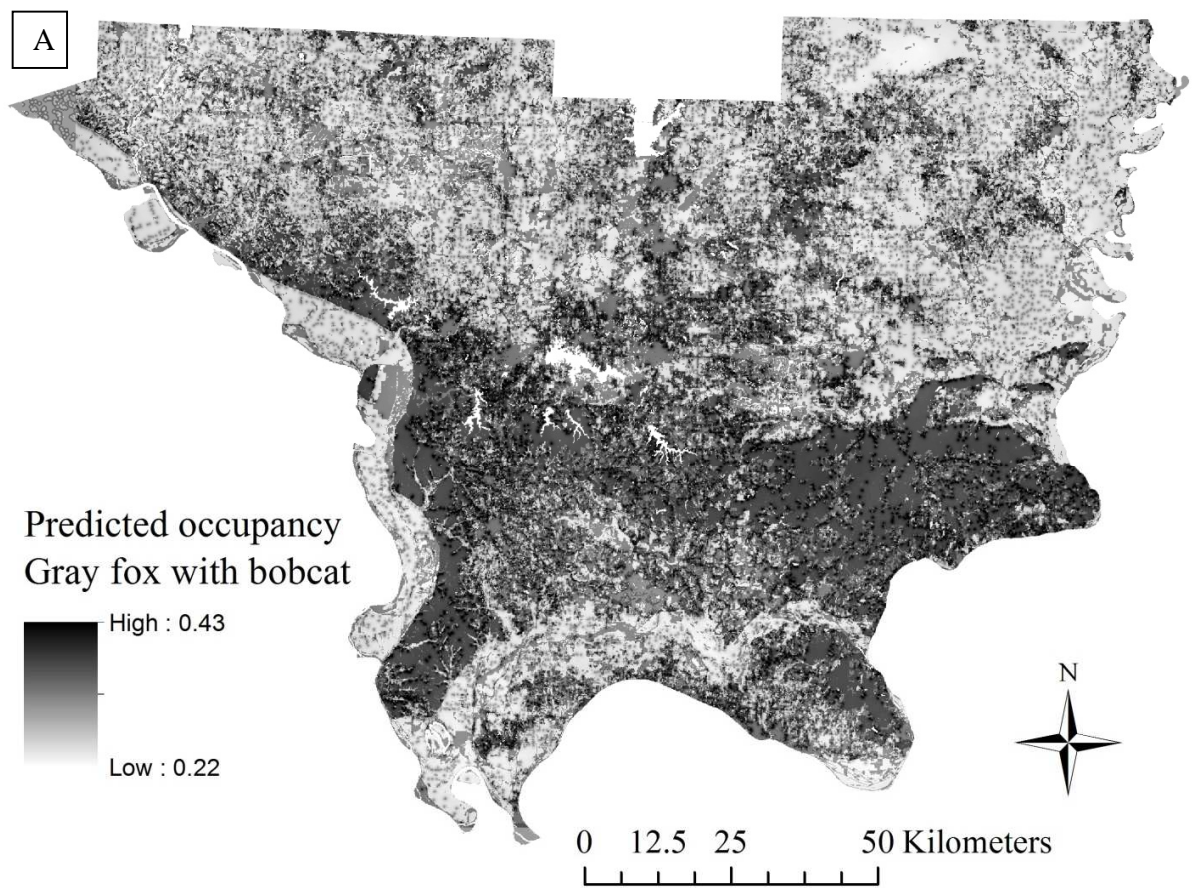 A
Predicted occupancy
Gray fox with bobcat
High : 0.43
Low : 0.22
N
0 12.5 25 50 Kilometers